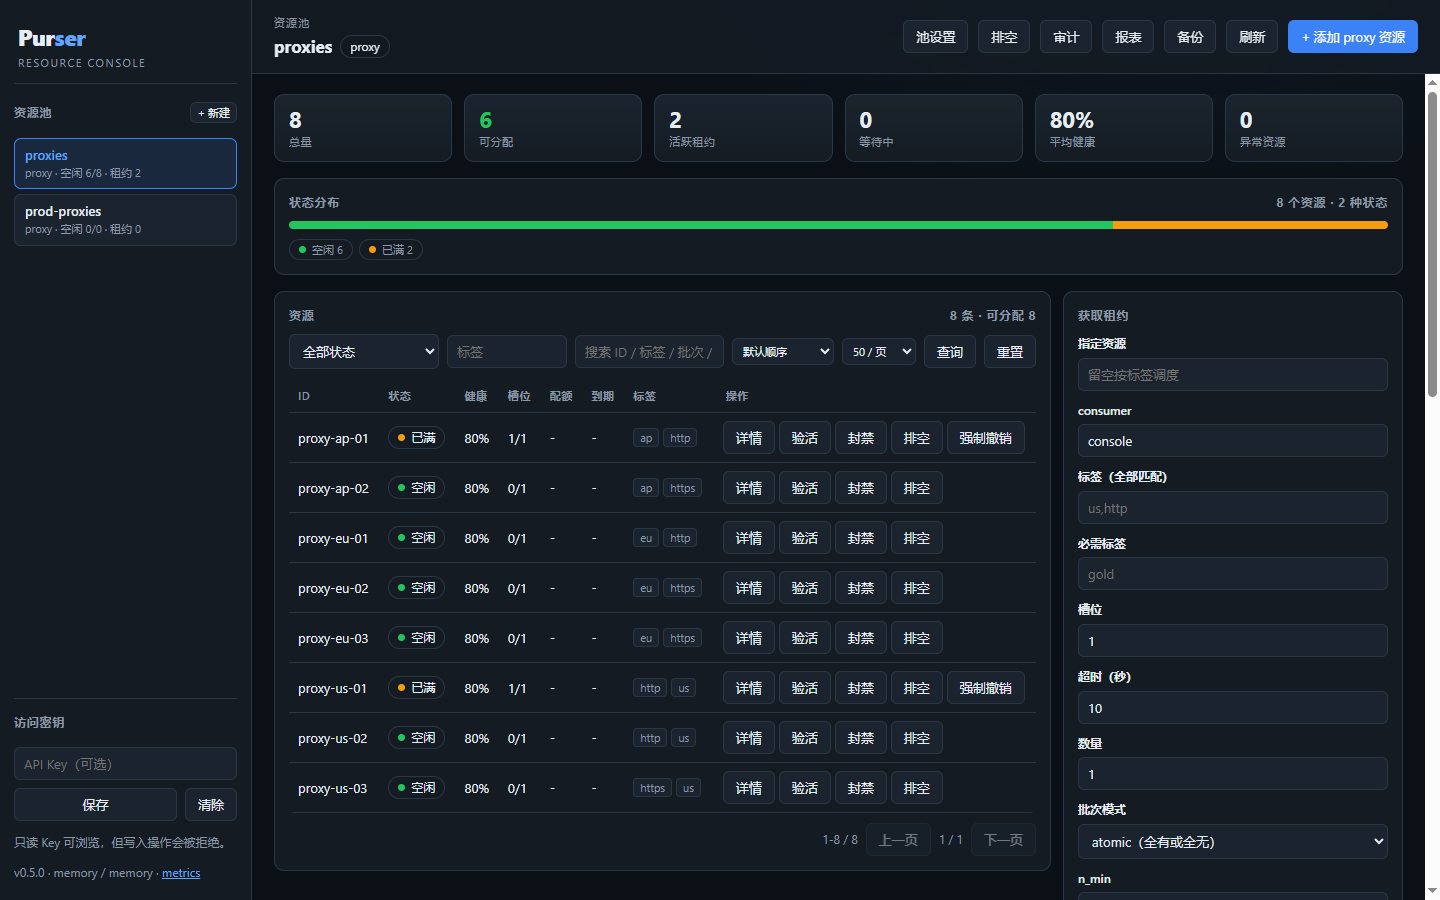 Purser
RESOURCE CONSOLE
资源池
+ 新建
proxies
proxy · 空闲 6/8 · 租约 2
prod-proxies
proxy · 空闲 0/0 · 租约 0
访问密钥
API Key（可选）
保存
清除
只读 Key 可浏览，但写入操作会被拒绝。
v0.5.0 · memory / memory · metrics
资源池
proxies proxy
池设置 排空 审计 报表 备份 刷新 + 添加 proxy 资源
8
总量
6
可分配
2
活跃租约
0
等待中
80%
平均健康
0
异常资源
状态分布 8 个资源 · 2 种状态
空闲 6 已满 2
资源 8 条 · 可分配 8
全部状态 标签 搜索 ID / 标签 / 批次 / 默认顺序 50 / 页 查询 重置
ID 状态 健康 槽位 配额 到期 标签 操作
proxy-ap-01 已满 80% 1/1 - - ap http 详情 验活 封禁 排空 强制撤销
proxy-ap-02 空闲 80% 0/1 - - ap https 详情 验活 封禁 排空
proxy-eu-01 空闲 80% 0/1 - - eu http 详情 验活 封禁 排空
proxy-eu-02 空闲 80% 0/1 - - eu https 详情 验活 封禁 排空
proxy-eu-03 空闲 80% 0/1 - - eu https 详情 验活 封禁 排空
proxy-us-01 已满 80% 1/1 - - http us 详情 验活 封禁 排空 强制撤销
proxy-us-02 空闲 80% 0/1 - - http us 详情 验活 封禁 排空
proxy-us-03 空闲 80% 0/1 - - https us 详情 验活 封禁 排空
1-8 / 8 上一页 1 / 1 下一页
获取租约
指定资源
留空按标签调度
consumer
console
标签（全部匹配）
us,http
必需标签
gold
槽位
1
超时（秒）
10
数量
1
批次模式
atomic（全有或全无）
n_min